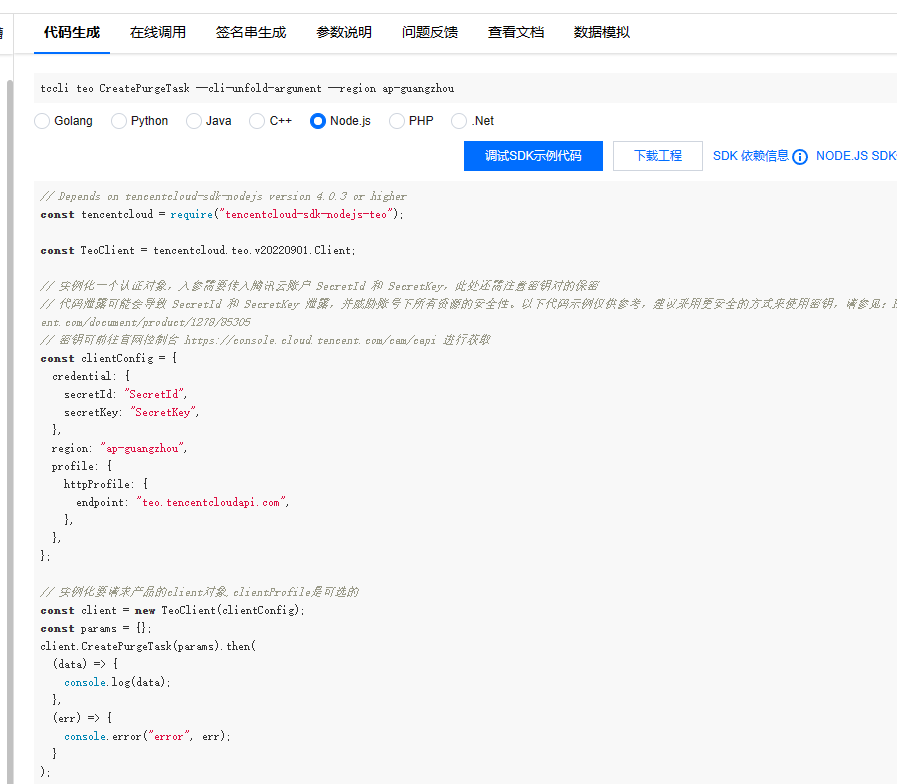 代码生成 在线调用 签名串生成 参数说明 问题反馈 查看文档 数据模拟
tccli teo CreatePurgeTask --cli-unfold-argument --region ap-guangzhou
Golang Python Java C++ Node.js PHP .Net
调试SDK示例代码 下载工程 SDK 依赖信息 NODE.JS SDK
// Depends on tencentcloud-sdk-nodejs version 4.0.3 or higher
const tencentcloud = require("tencentcloud-sdk-nodejs-teo");
const TeoClient = tencentcloud.teo.v20220901.Client;
// 实例化一个认证对象，入参需要传入腾讯云账户 SecretId 和 SecretKey，此处还需注意密钥对的保密
// 代码泄露可能会导致 SecretId 和 SecretKey 泄露，并威胁账号下所有资源的安全性。以下代码示例仅供参考，建议采用更安全的方式来使用密钥，请参见：
ent.com/document/product/1278/85305
// 密钥可前往官网控制台 https://console.cloud.tencent.com/cam/capi 进行获取
const clientConfig = {
credential: {
secretId: "SecretId",
secretKey: "SecretKey",
},
region: "ap-guangzhou",
profile: {
httpProfile: {
endpoint: "teo.tencentcloudapi.com",
},
},
};
// 实例化要请求产品的client对象,clientProfile是可选的
const client = new TeoClient(clientConfig);
const params = {};
client.CreatePurgeTask(params).then(
(data) => {
console.log(data);
},
(err) => {
console.error("error", err);
}
);